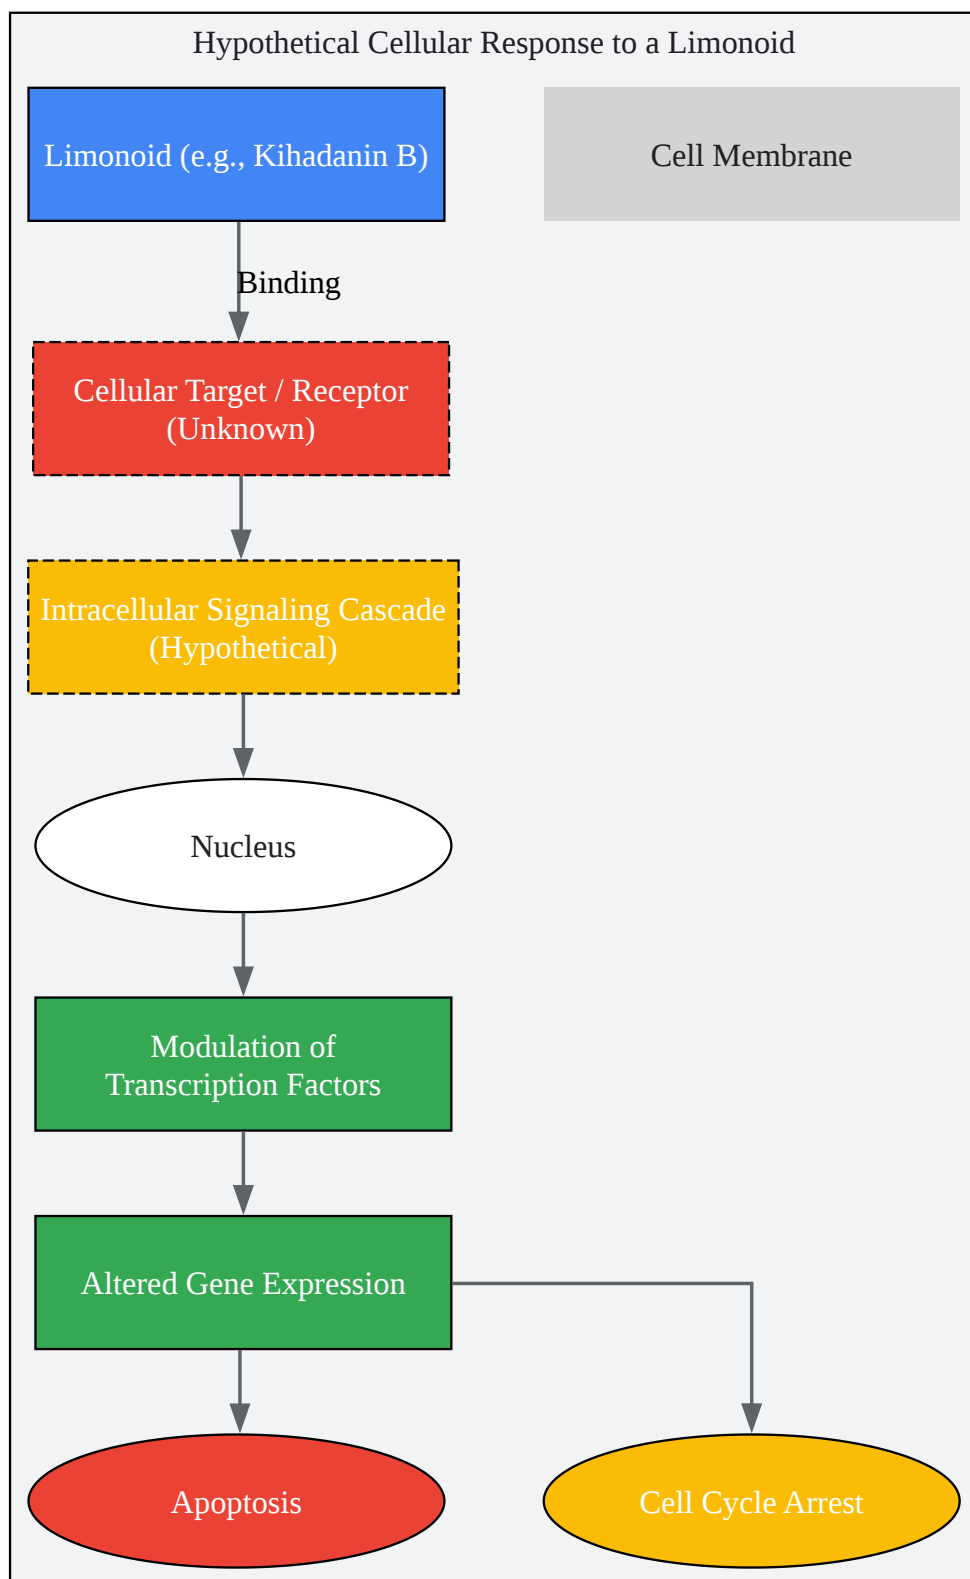 Hypothetical Cellular Response to a Limonoid
Limonoid (e.g., Kihadanin B)
Cell Membrane
Binding
Cellular Target / Receptor
(Unknown)
Intracellular Signaling Cascade
(Hypothetical)
Nucleus
Modulation of
Transcription Factors
Altered Gene Expression
Apoptosis
Cell Cycle Arrest